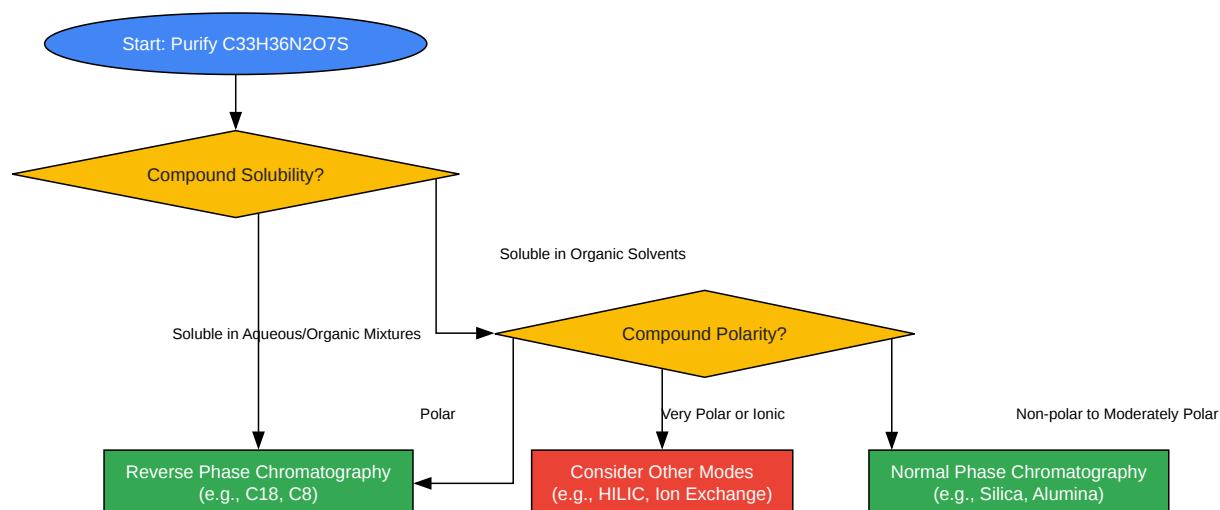 Start: Purify C33H36N2O7S
Compound Solubility?
Soluble in Organic Solvents
Soluble in Aqueous/Organic Mixtures
Compound Polarity?
Polar
Very Polar or Ionic
Non-polar to Moderately Polar
Reverse Phase Chromatography
(e.g., C18, C8)
Consider Other Modes
(e.g., HILIC, Ion Exchange)
Normal Phase Chromatography
(e.g., Silica, Alumina)